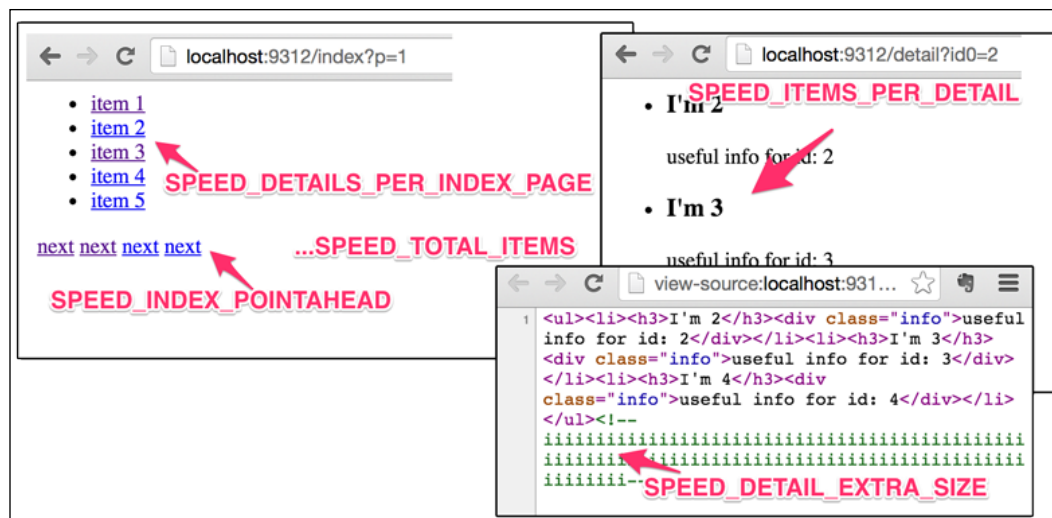 localhost:9312/index?p=1
item 1
item 2
item 3
item 4
item 5
SPEED_DETAILS_PER_INDEX_PAGE
next next next next
...SPEED_TOTAL_ITEMS
SPEED_INDEX_POINTAHEAD
localhost:9312/detail?id0=2
SPEED_ITEMS_PER_DETAIL
I'm 2
useful info for id: 2
I'm 3
useful info for id: 3
view-source:localhost:931...
1 <ul><li><h3>I'm 2</h3><div class="info">useful
info for id: 2</div></li><li><h3>I'm 3</h3>
<div class="info">useful info for id: 3</div>
</li><li><h3>I'm 4</h3><div
class="info">useful info for id: 4</div></li>
</ul><!--
SPEED_DETAIL_EXTRA_SIZE